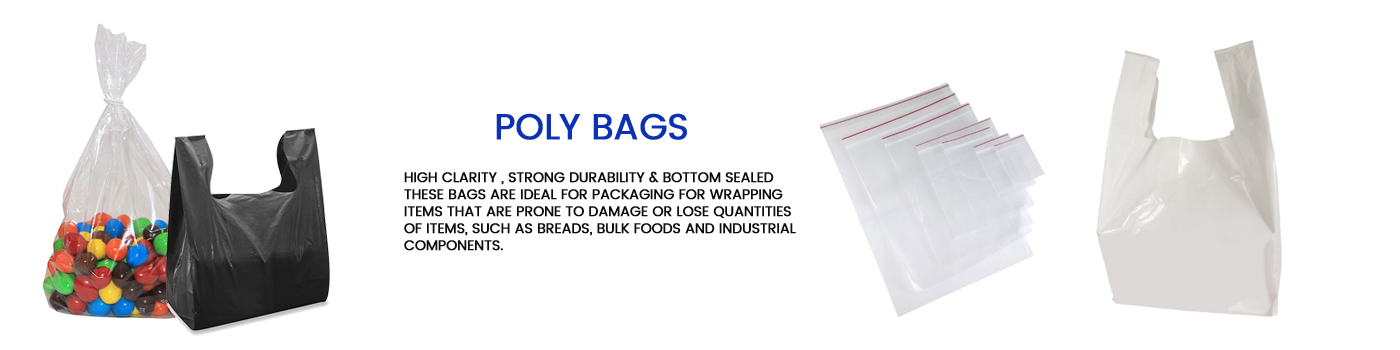 POLY BAGS
HIGH CLARITY , STRONG DURABILITY & BOTTOM SEALED
THESE BAGS ARE IDEAL FOR PACKAGING FOR WRAPPING
ITEMS THAT ARE PRONE TO DAMAGE OR LOSE QUANTITIES
OF ITEMS, SUCH AS BREADS, BULK FOODS AND INDUSTRIAL
COMPONENTS.